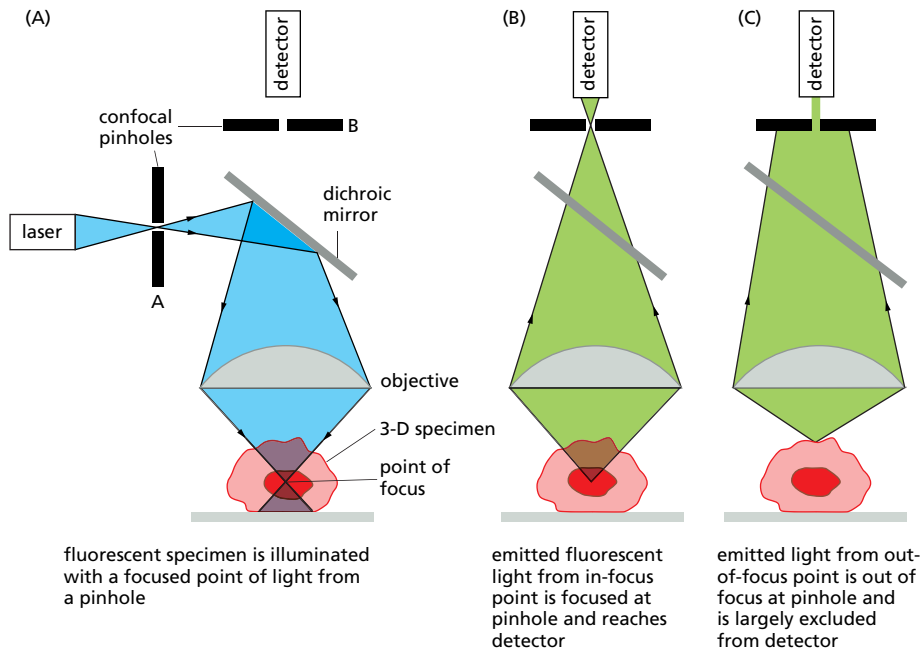 (A)
detector
confocal
pinholes
B
dichroic
mirror
laser
A
objective
3-D specimen
point of
focus
fluorescent specimen is illuminated
with a focused point of light from
a pinhole
(B)
detector
emitted fluorescent
light from in-focus
point is focused at
pinhole and reaches
detector
(C)
detector
emitted light from out-
of-focus point is out of
focus at pinhole and
is largely excluded
from detector